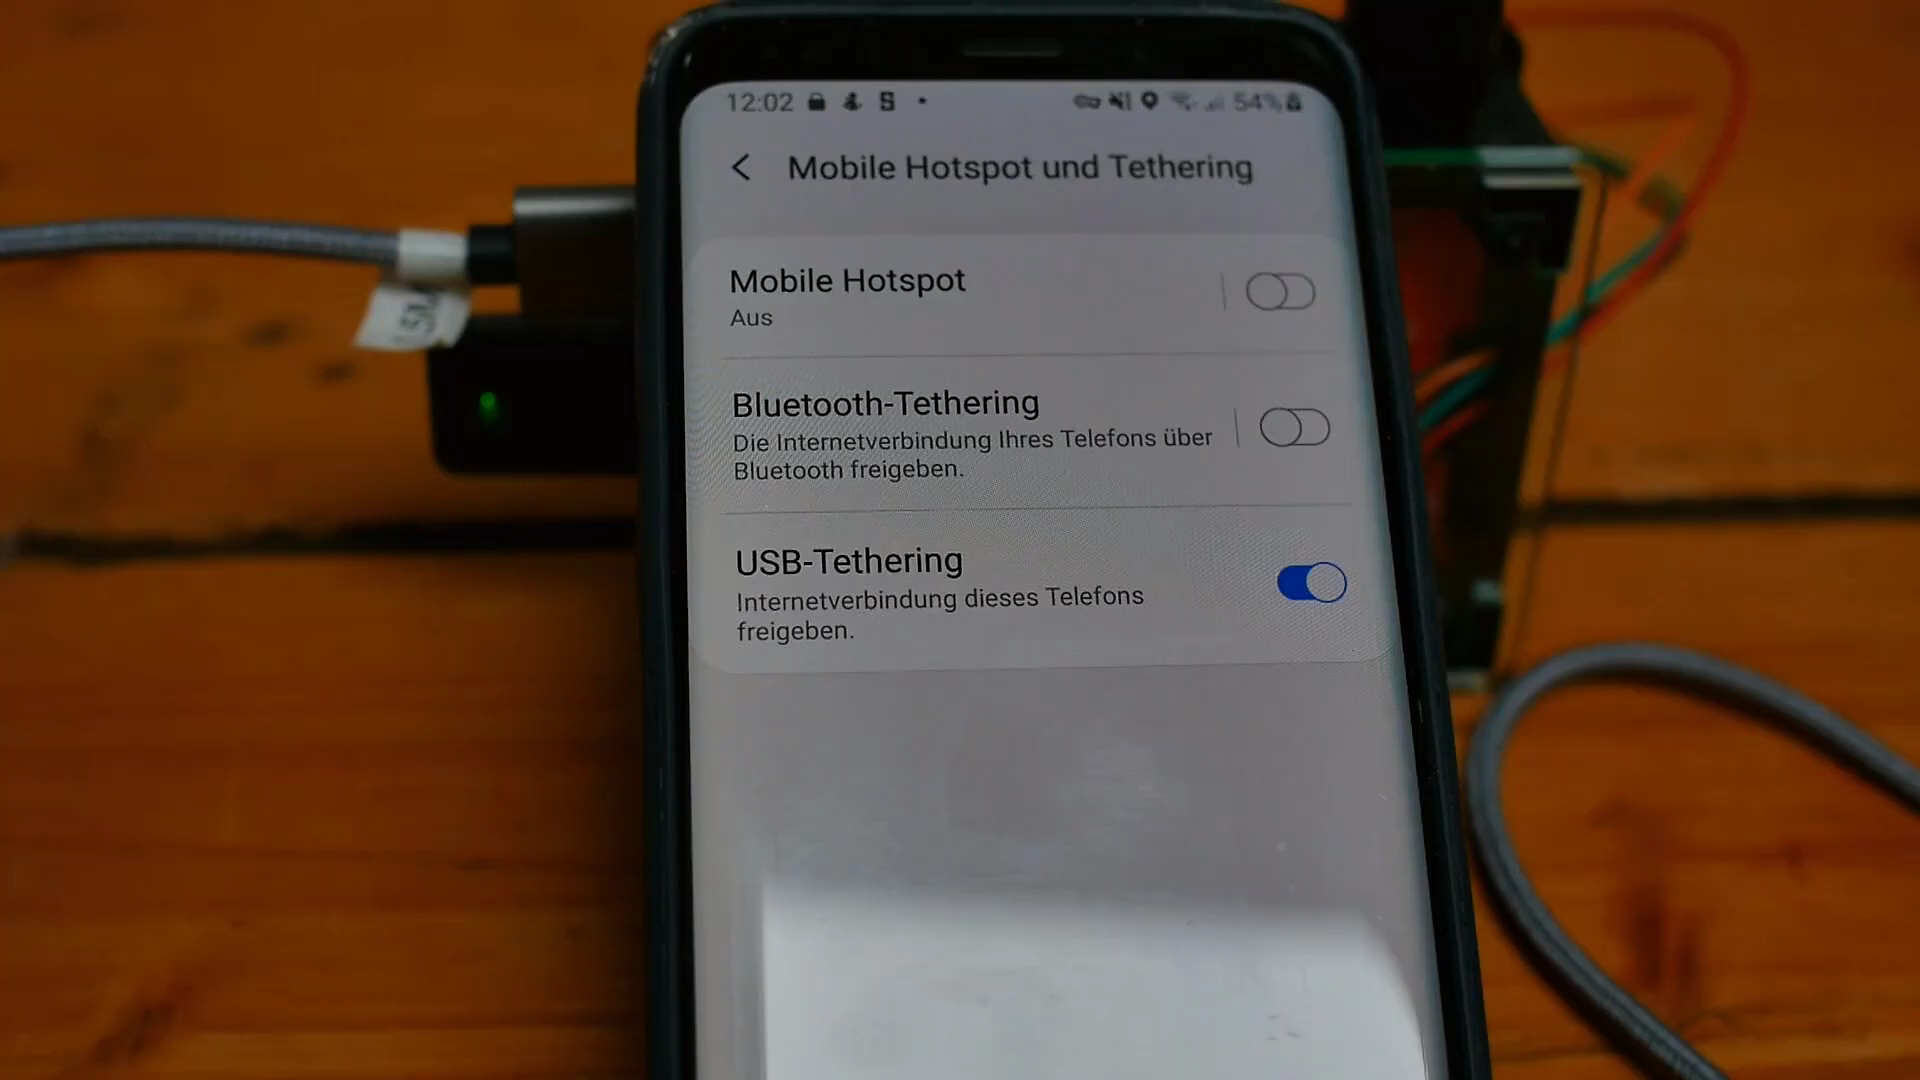 12:02
54%
Mobile Hotspot und Tethering
Mobile Hotspot
Aus
Bluetooth-Tethering
Die Internetverbindung Ihres Telefons über
Bluetooth freigeben.
USB-Tethering
Internetverbindung dieses Telefons
freigeben.